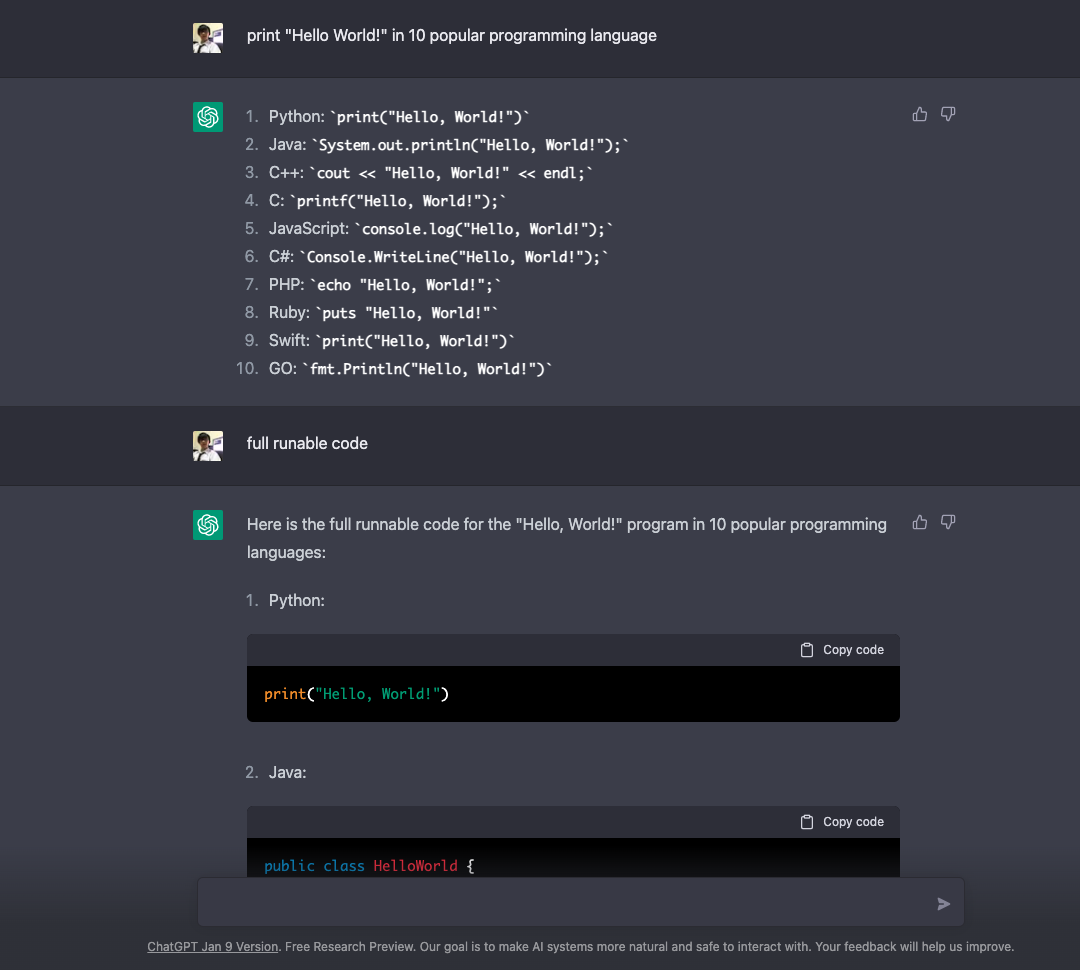 print "Hello World!" in 10 popular programming language
1. Python: `print("Hello, World!")`
2. Java: `System.out.println("Hello, World!");`
3. C++: `cout << "Hello, World!" << endl;`
4. C: `printf("Hello, World!");`
5. JavaScript: `console.log("Hello, World!");`
6. C#: `Console.WriteLine("Hello, World!");`
7. PHP: `echo "Hello, World!";`
8. Ruby: `puts "Hello, World!"`
9. Swift: `print("Hello, World!")`
10. GO: `fmt.Println("Hello, World!")`
full runable code
Here is the full runnable code for the "Hello, World!" program in 10 popular programming
languages:
1. Python:
Copy code
print("Hello, World!")
2. Java:
Copy code
public class HelloWorld {
ChatGPT Jan 9 Version. Free Research Preview. Our goal is to make AI systems more natural and safe to interact with. Your feedback will help us improve.